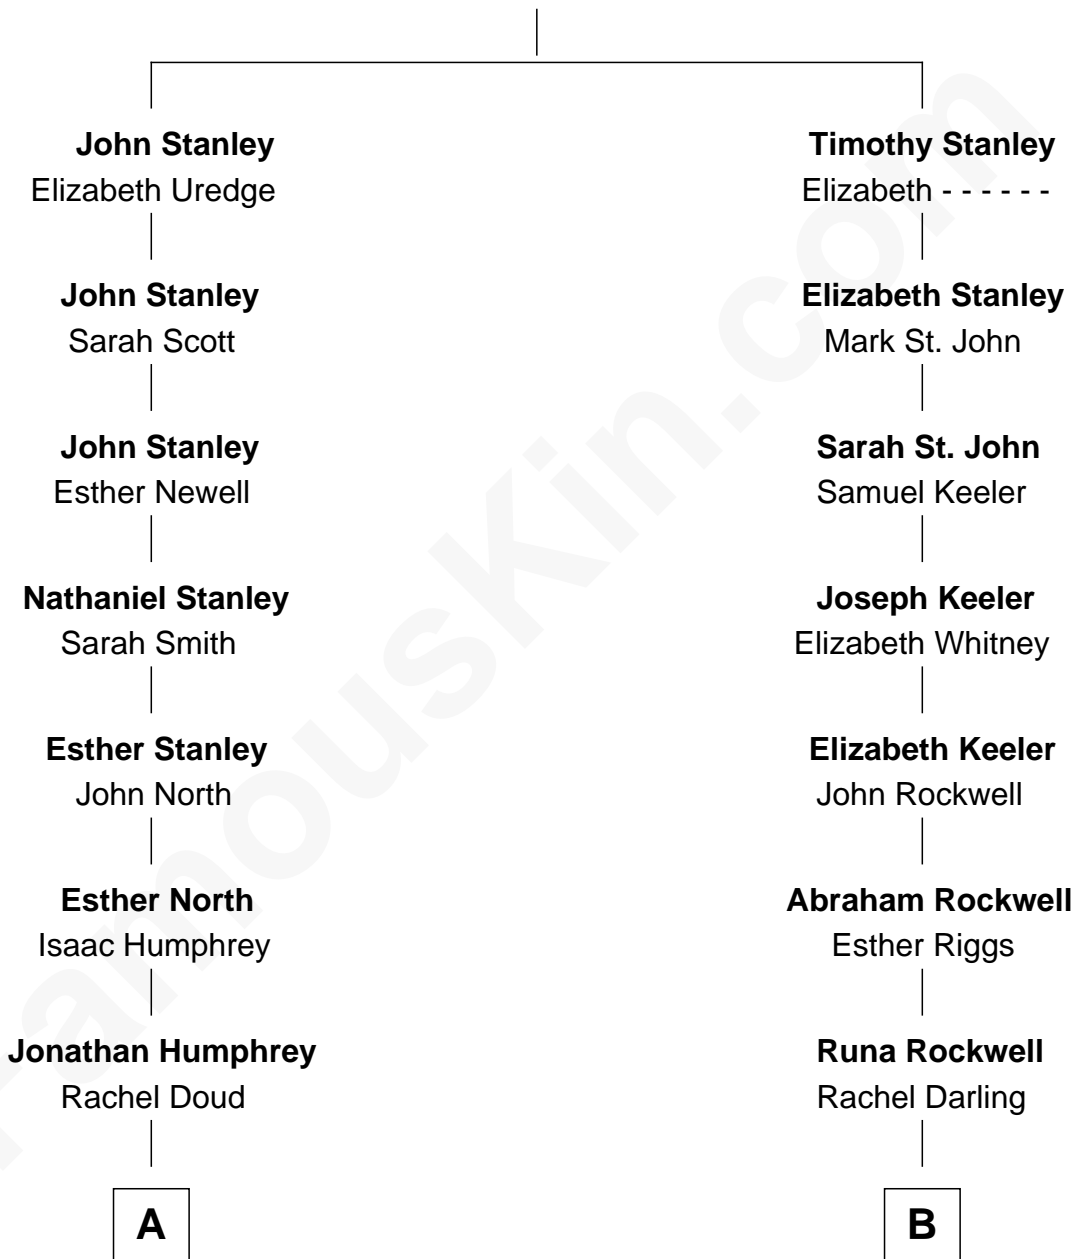 John Stanley
Elizabeth Uredge
John Stanley
Sarah Scott
John Stanley
Esther Newell
Nathaniel Stanley
Sarah Smith
Esther Stanley
John North
Esther North
Isaac Humphrey
Jonathan Humphrey
Rachel Doud
A
Timothy Stanley
Elizabeth - - - - - -
Elizabeth Stanley
Mark St. John
Sarah St. John
Samuel Keeler
Joseph Keeler
Elizabeth Whitney
Elizabeth Keeler
John Rockwell
Abraham Rockwell
Esther Riggs
Runa Rockwell
Rachel Darling
B
FamousKin.com